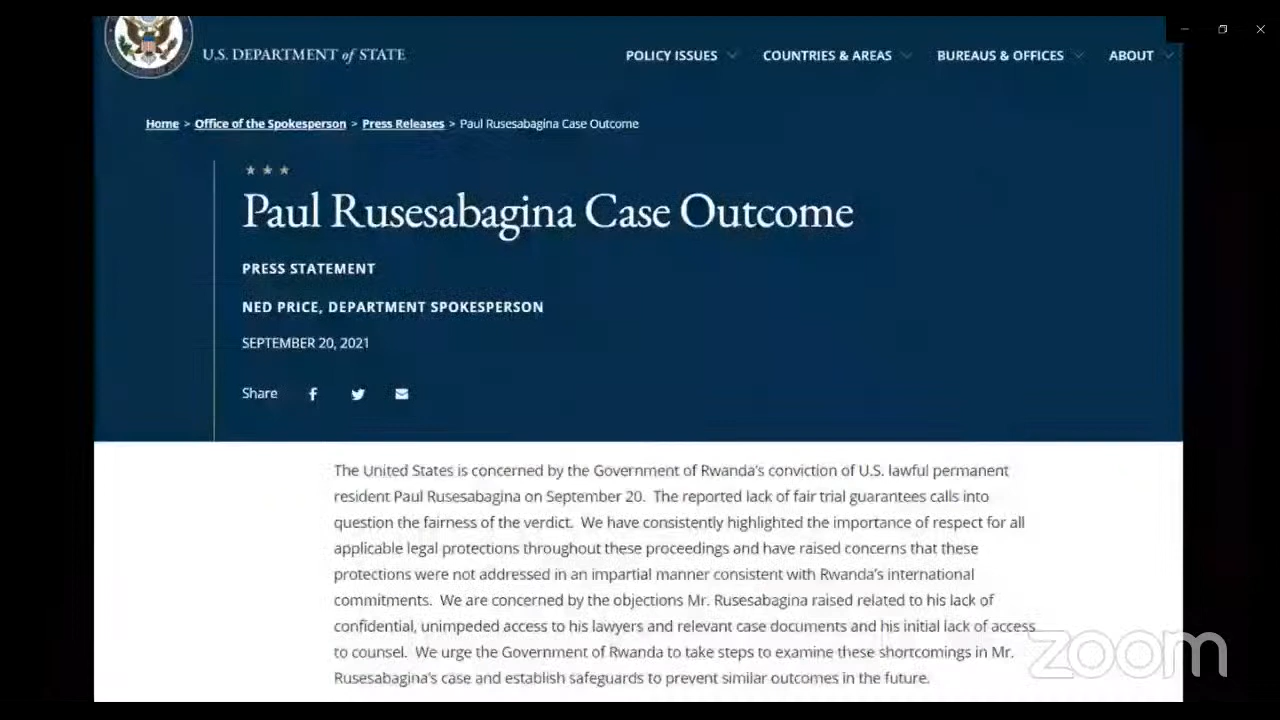 U.S. DEPARTMENT of STATE
POLICY ISSUES
COUNTRIES & AREAS
BUREAUS & OFFICES
ABOUT
Home > Office of the Spokesperson > Press Releases > Paul Rusesabagina Case Outcome
Paul Rusesabagina Case Outcome
PRESS STATEMENT
NED PRICE, DEPARTMENT SPOKESPERSON
SEPTEMBER 20, 2021
Share
The United States is concerned by the Government of Rwanda's conviction of U.S. lawful permanent
resident Paul Rusesabagina on September 20. The reported lack of fair trial guarantees calls into
question the fairness of the verdict. We have consistently highlighted the importance of respect for all
applicable legal protections throughout these proceedings and have raised concerns that these
protections were not addressed in an impartial manner consistent with Rwanda's international
commitments. We are concerned by the objections Mr. Rusesabagina raised related to his lack of
confidential, unimpeded access to his lawyers and relevant case documents and his initial lack of access
to counsel. We urge the Government of Rwanda to take steps to examine these shortcomings in Mr.
Rusesabagina's case and establish safeguards to prevent similar outcomes in the future.
zoom